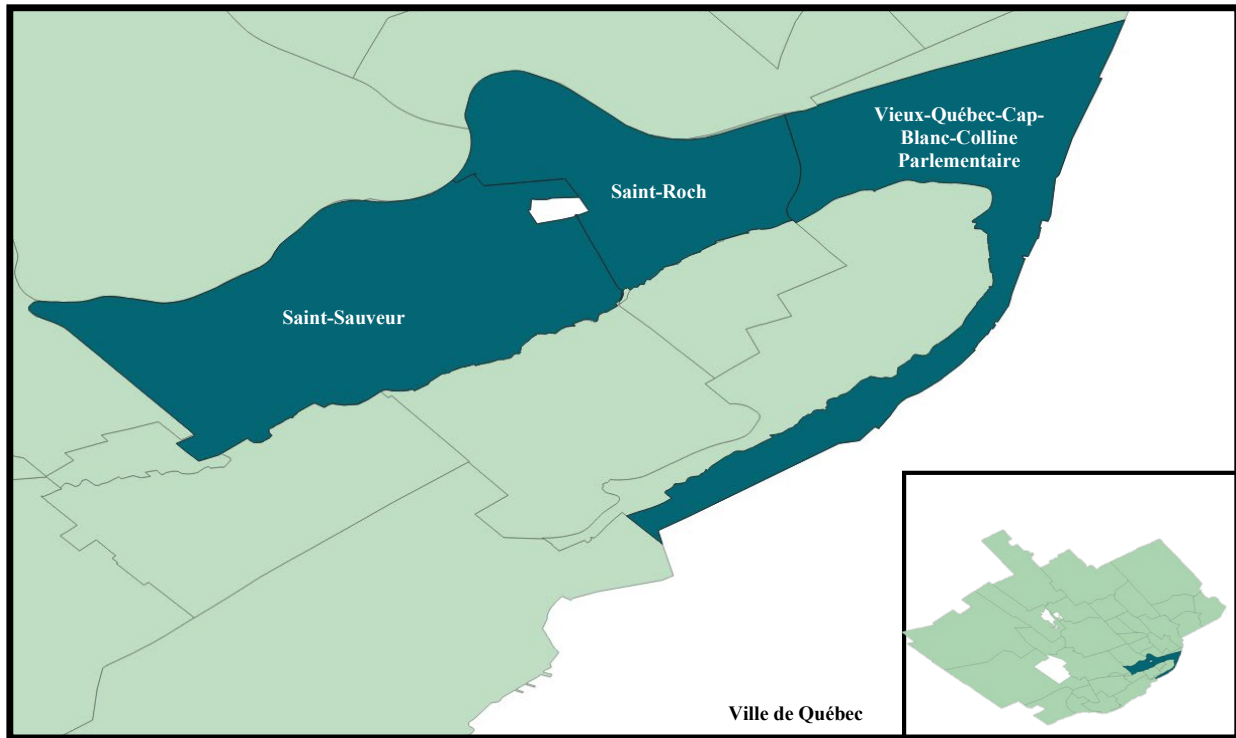 Vieux-Québec-Cap-
Blanc-Colline
Parlementaire
Saint-Roch
Saint-Sauveur
Ville de Québec